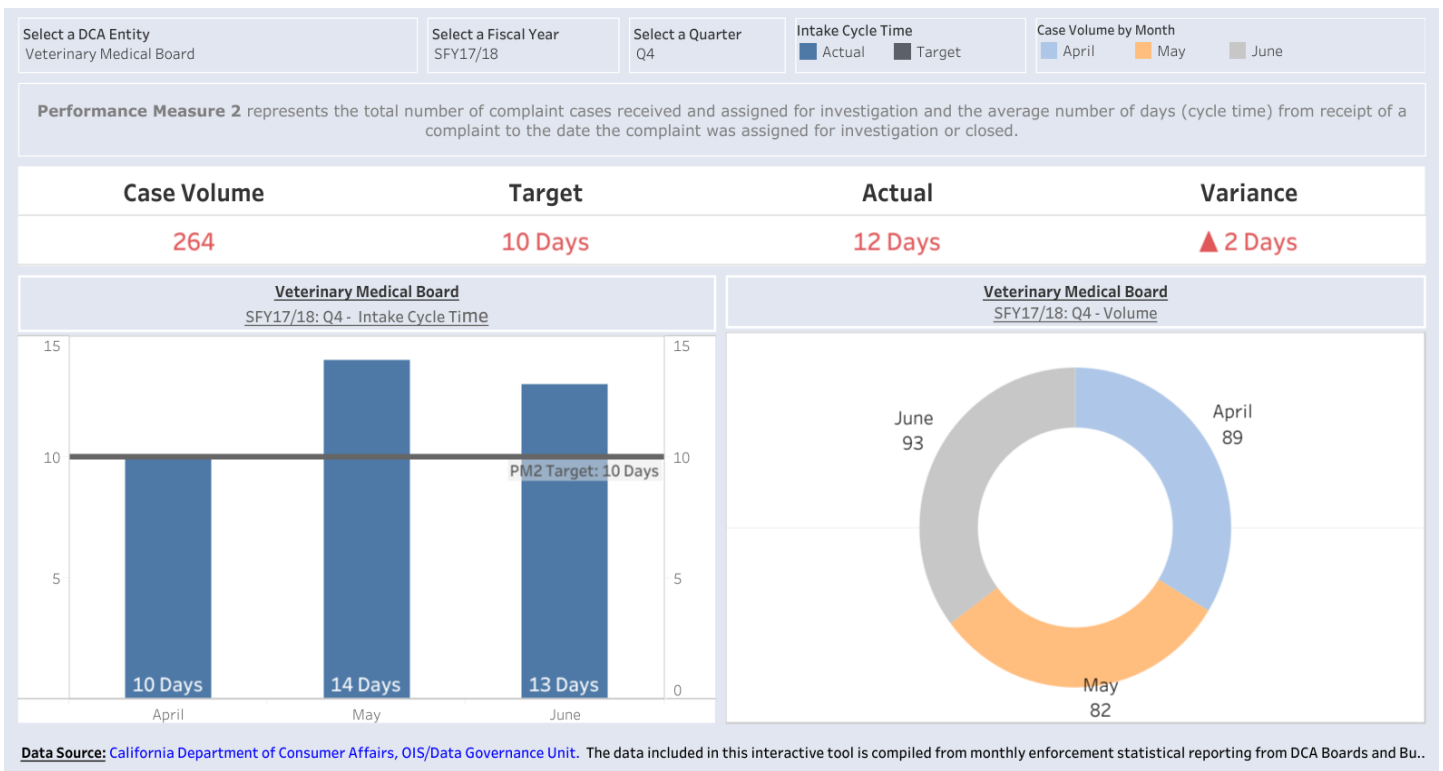 Select a DCA Entity
Veterinary Medical Board
Select a Fiscal Year
SFY17/18
Select a Quarter
Q4
Intake Cycle Time
Actual
Target
Case Volume by Month
April
May
June
Performance Measure 2 represents the total number of complaint cases received and assigned for investigation and the average number of days (cycle time) from receipt of a
complaint to the date the complaint was assigned for investigation or closed.
Case Volume
Target
Actual
Variance
264
10 Days
12 Days
▲ 2 Days
Veterinary Medical Board
SFY17/18: Q4 - Intake Cycle Time
15
10
5
15
10
5
0
PM2 Target: 10 Days
10 Days
14 Days
13 Days
April
May
June
Veterinary Medical Board
SFY17/18: Q4 - Volume
June
93
April
89
May
82
Data Source: California Department of Consumer Affairs, OIS/Data Governance Unit. The data included in this interactive tool is compiled from monthly enforcement statistical reporting from DCA Boards and Bu..